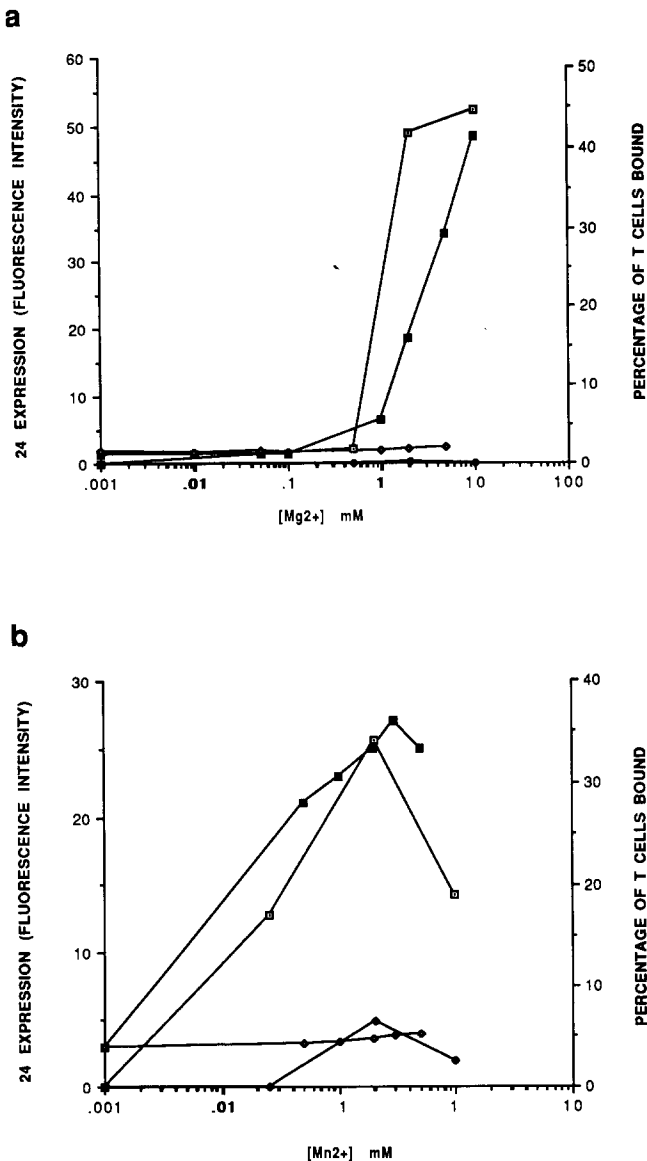 a
24 EXPRESSION (FLUORESCENCE INTENSITY)
60
50
40
30
20
10
0
50
40
30
20
10
0
PERCENTAGE OF T CELLS BOUND
.001 .01 .1 1 10 100
[Mg2+] mM
b
24 EXPRESSION (FLUORESCENCE INTENSITY)
30
20
10
0
40
30
20
10
0
PERCENTAGE OF T CELLS BOUND
.001 .01 1 1 10
[Mn2+] mM